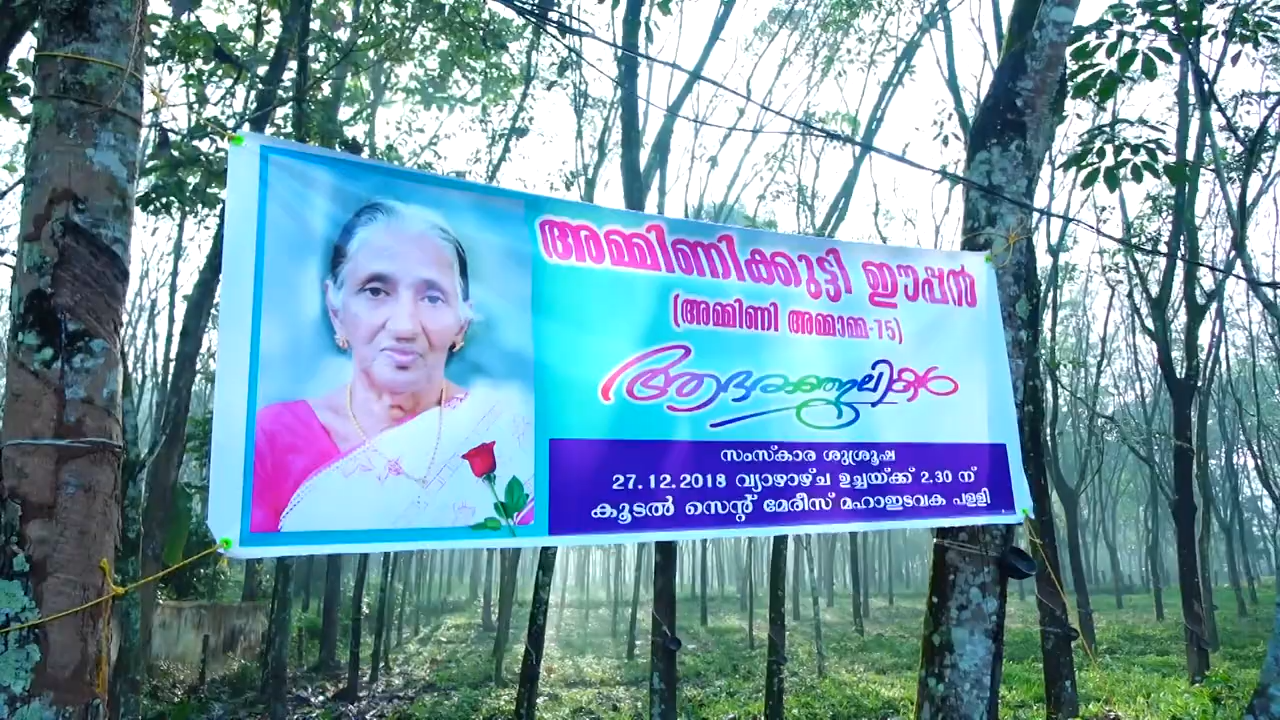 അമ്മിണിക്കുട്ടി ഈപ്പൻ
(അമ്മിണി അമ്മാമ്മ-75)
ആദരാഞ്ജലികൾ
സംസ്കാര ശുശ്രൂഷ
27.12.2018 വ്യാഴാഴ്ച ഉച്ചയ്ക്ക് 2.30 ന്
കൂടൽ സെന്റ് മേരീസ് മഹാഇടവക പള്ളി